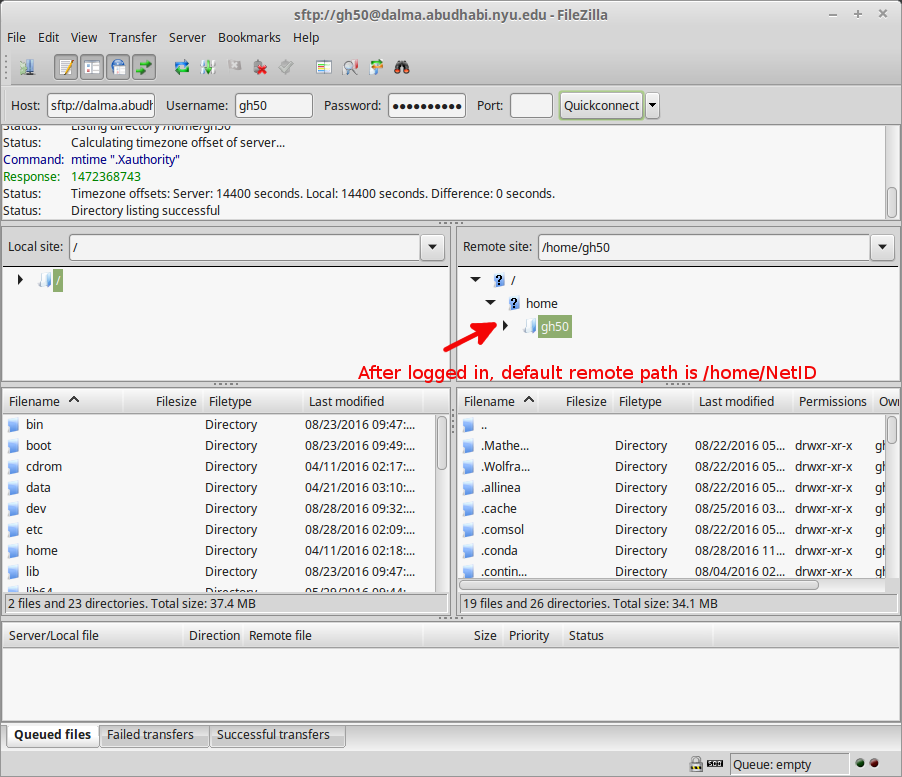 sftp://gh50@dalma.abudhabi.nyu.edu - FileZilla
File Edit View Transfer Server Bookmarks Help
Host: sftp://dalma.abudh Username: gh50 Password: ●●●●●●●●●● Port: Quickconnect
Status: Listing directory /home/gh50
Status: Calculating timezone offset of server...
Command: mtime ".Xauthority"
Response: 1472368743
Status: Timezone offsets: Server: 14400 seconds. Local: 14400 seconds. Difference: 0 seconds.
Status: Directory listing successful
Local site: /
/
Remote site: /home/gh50
/
home
gh50
After logged in, default remote path is /home/NetID
Filename Filesize Filetype Last modified
bin Directory 08/23/2016 09:47:...
boot Directory 08/23/2016 09:49:...
cdrom Directory 04/11/2016 02:17:...
data Directory 04/21/2016 03:10:...
dev Directory 08/28/2016 09:32:...
etc Directory 08/28/2016 02:09:...
home Directory 04/11/2016 02:18:...
lib Directory 08/23/2016 09:47:...
lib64 Directory 05/29/2016 09:44:...
2 files and 23 directories. Total size: 37.4 MB
Filename Filesize Filetype Last modified Permissions Own
..
.Mathe... Directory 08/22/2016 05... drwxr-xr-x gh
.Wolfra... Directory 08/22/2016 05... drwxr-xr-x gh
.allinea Directory 08/22/2016 05... drwxr-xr-x gh
.cache Directory 08/25/2016 03... drwxr-xr-x gh
.comsol Directory 08/22/2016 05... drwxr-xr-x gh
.conda Directory 08/28/2016 11... drwxr-xr-x gh
.contin... Directory 08/04/2016 02... drwxr-xr-x gh
19 files and 26 directories. Total size: 34.1 MB
Server/Local file Direction Remote file Size Priority Status
Queued files Failed transfers Successful transfers
Queue: empty